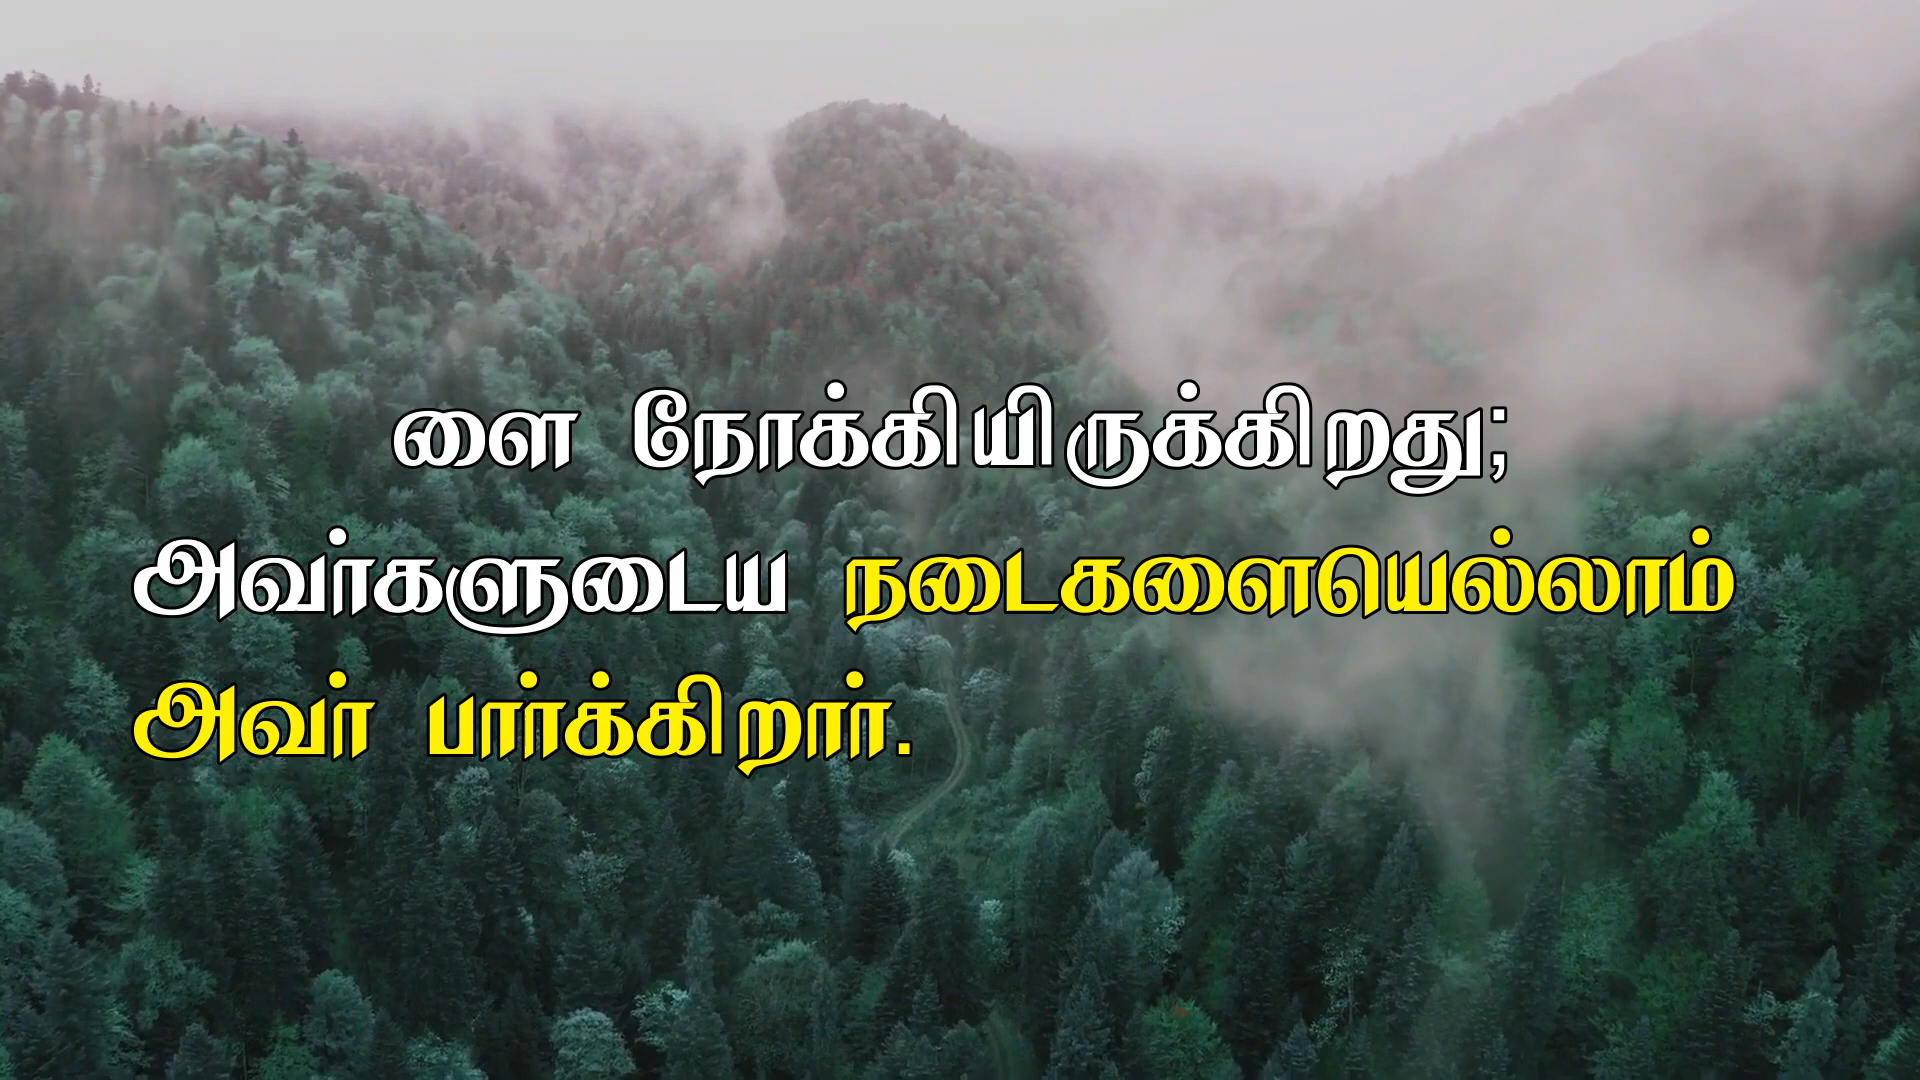 ளை நோக்கியிருக்கிறது;
அவர்களுடைய நடைகளையெல்லாம்
அவர் பார்க்கிறார்.